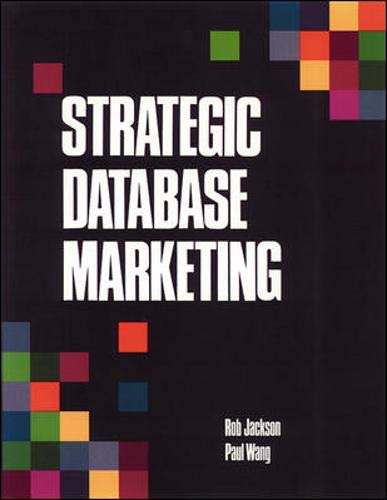 STRATEGIC
DATABASE
MARKETING
Rob Jackson
Paul Wang